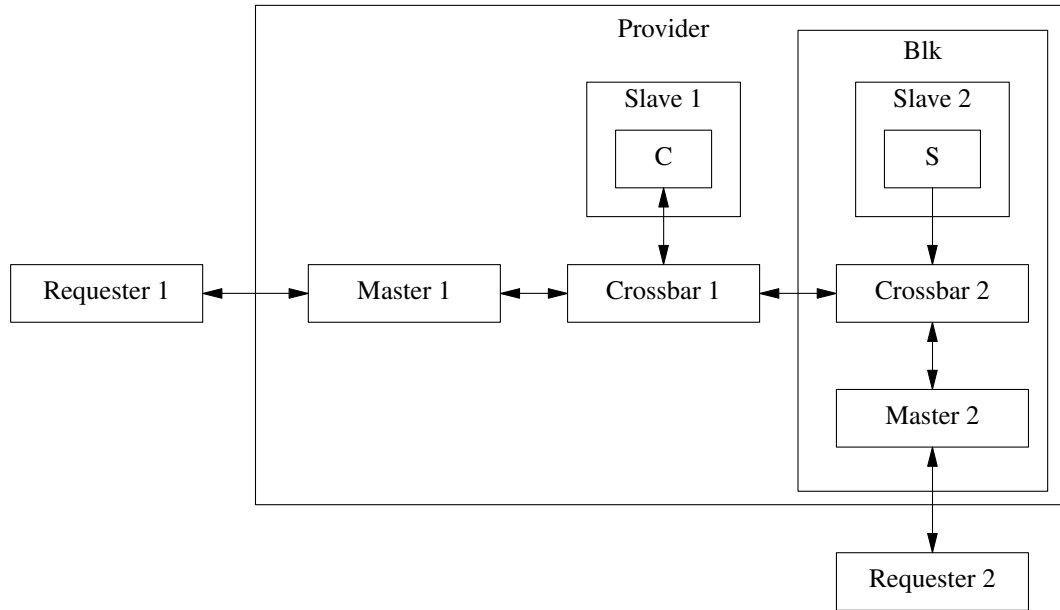 Provider
Blk
Slave 1
Slave 2
C
S
Requester 1
Master 1
Crossbar 1
Crossbar 2
Master 2
Requester 2